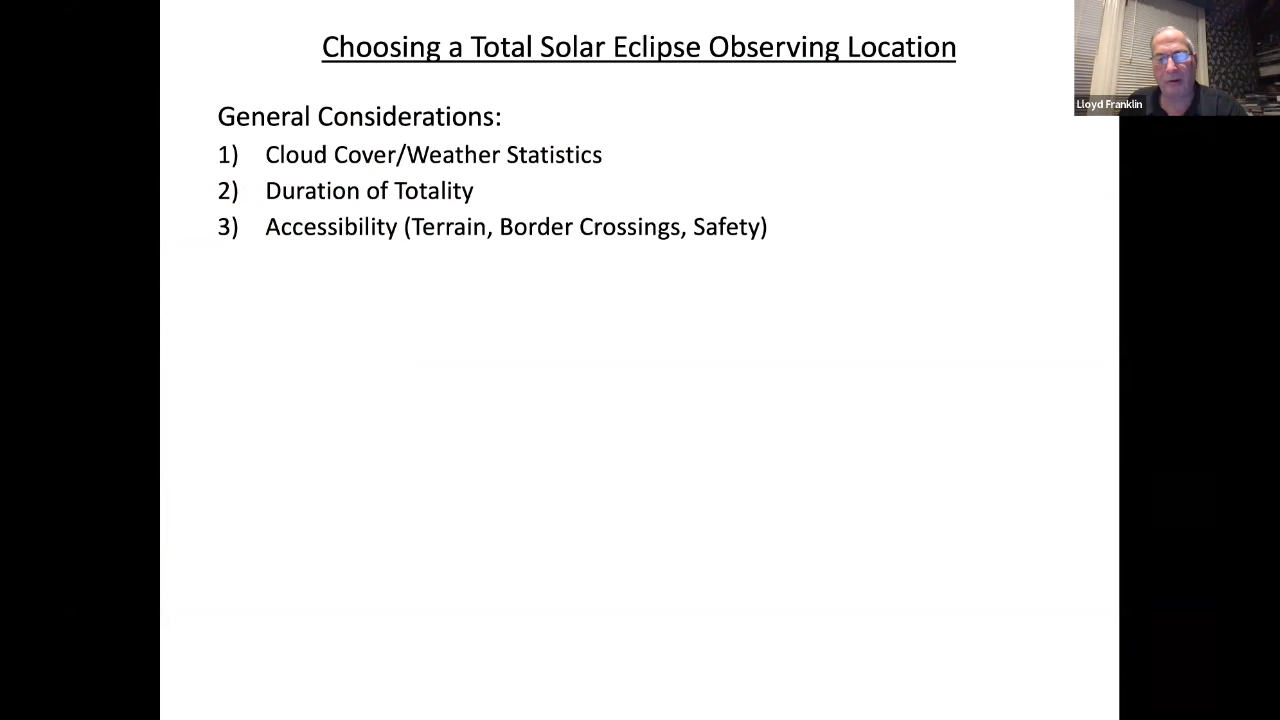 Choosing a Total Solar Eclipse Observing Location
Lloyd Franklin
General Considerations:
1) Cloud Cover/Weather Statistics
2) Duration of Totality
3) Accessibility (Terrain, Border Crossings, Safety)